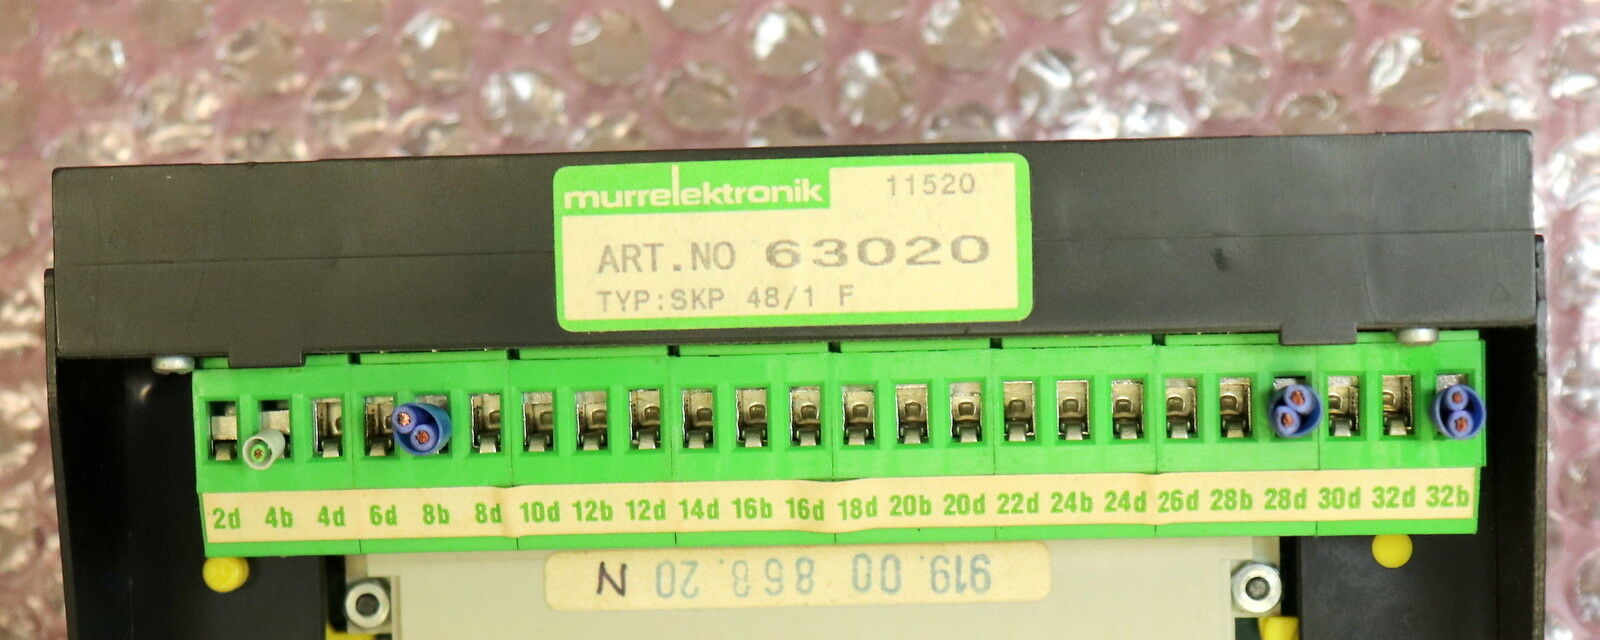 murrelektronik 11520
ART.NO 63020
TYP:SKP 48/1 F
2d 4b 4d 6d 8b 8d 10d 12b 12d 14d 16b 16d 18d 20b 20d 22d 24b 24d 26d 28b 28d 30d 32d 32b
919.00 868.20 N